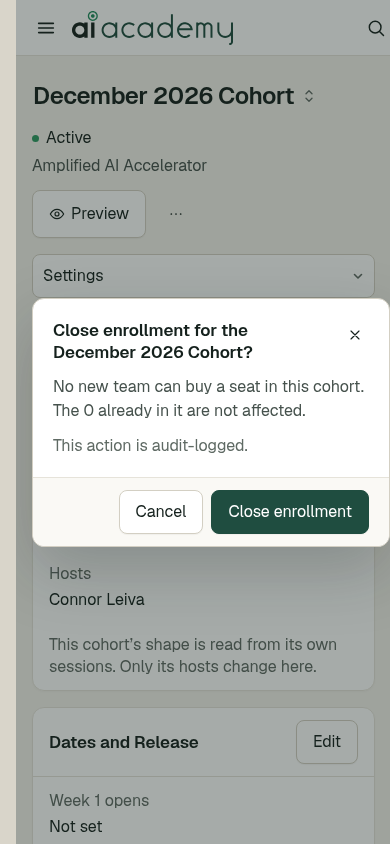 ai academy
December 2026 Cohort
Active
Amplified AI Accelerator
Preview ...
Settings
Close enrollment for the
December 2026 Cohort?
No new team can buy a seat in this cohort.
The 0 already in it are not affected.
This action is audit-logged.
Cancel Close enrollment
Hosts
Connor Leiva
This cohort’s shape is read from its own
sessions. Only its hosts change here.
Dates and Release Edit
Week 1 opens
Not set